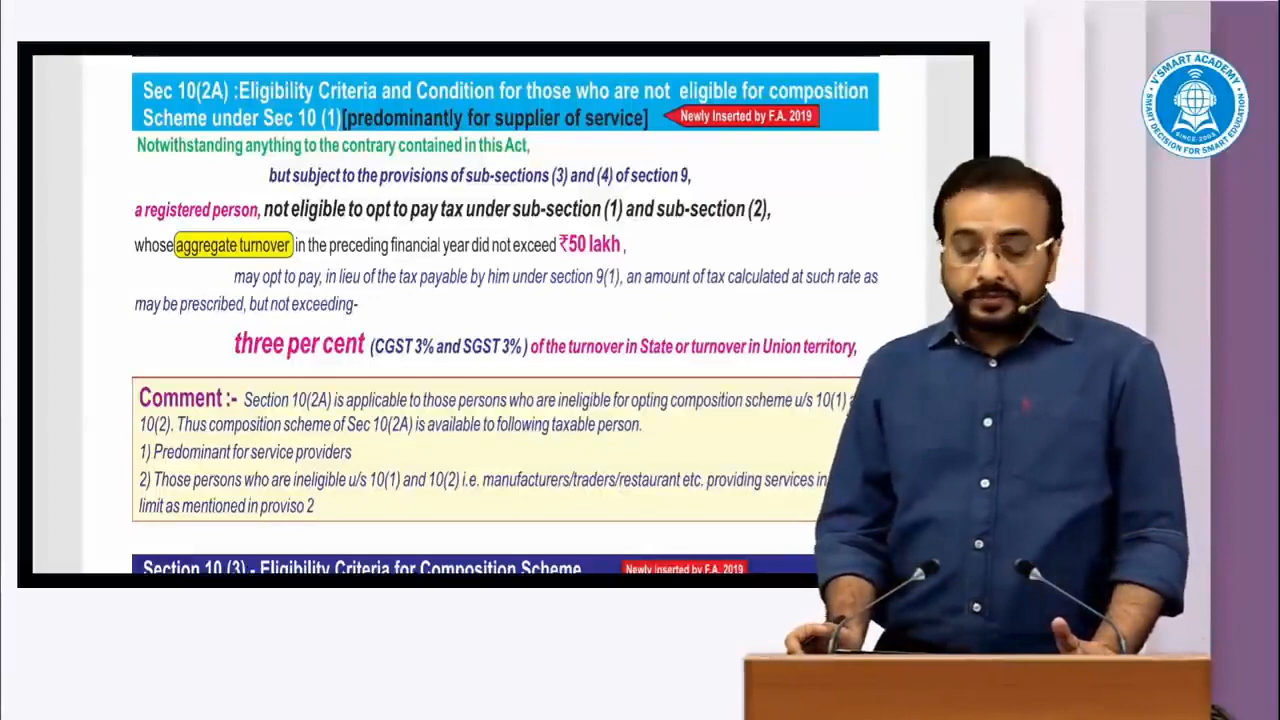 Sec 10(2A) :Eligibility Criteria and Condition for those who are not eligible for composition
Scheme under Sec 10 (1)[predominantly for supplier of service] Newly Inserted by F.A. 2019
Notwithstanding anything to the contrary contained in this Act,
but subject to the provisions of sub-sections (3) and (4) of section 9,
a registered person, not eligible to opt to pay tax under sub-section (1) and sub-section (2),
whose aggregate turnover in the preceding financial year did not exceed ₹50 lakh ,
may opt to pay, in lieu of the tax payable by him under section 9(1), an amount of tax calculated at such rate as
may be prescribed, but not exceeding-
three per cent (CGST 3% and SGST 3% ) of the turnover in State or turnover in Union territory,
Comment :- Section 10(2A) is applicable to those persons who are ineligible for opting composition scheme u/s 10(1)
10(2). Thus composition scheme of Sec 10(2A) is available to following taxable person.
1) Predominant for service providers
2) Those persons who are ineligible u/s 10(1) and 10(2) i.e. manufacturers/traders/restaurant etc. providing services in
limit as mentioned in proviso 2
Section 10 (3) - Eligibility Criteria for Composition Scheme Newly Inserted by F.A. 2019
V'SMART ACADEMY
SINCE 2003
SMART DECISION FOR SMART EDUCATION